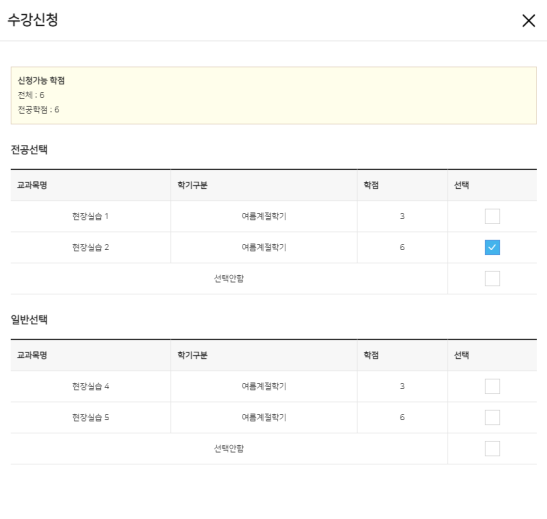 수강신청
신청가능 학점
전체 : 6
전공학점 : 6
전공선택
교과목명 학기구분 학점 선택
현장실습 1 여름계절학기 3
현장실습 2 여름계절학기 6
선택안함
일반선택
교과목명 학기구분 학점 선택
현장실습 4 여름계절학기 3
현장실습 5 여름계절학기 6
선택안함